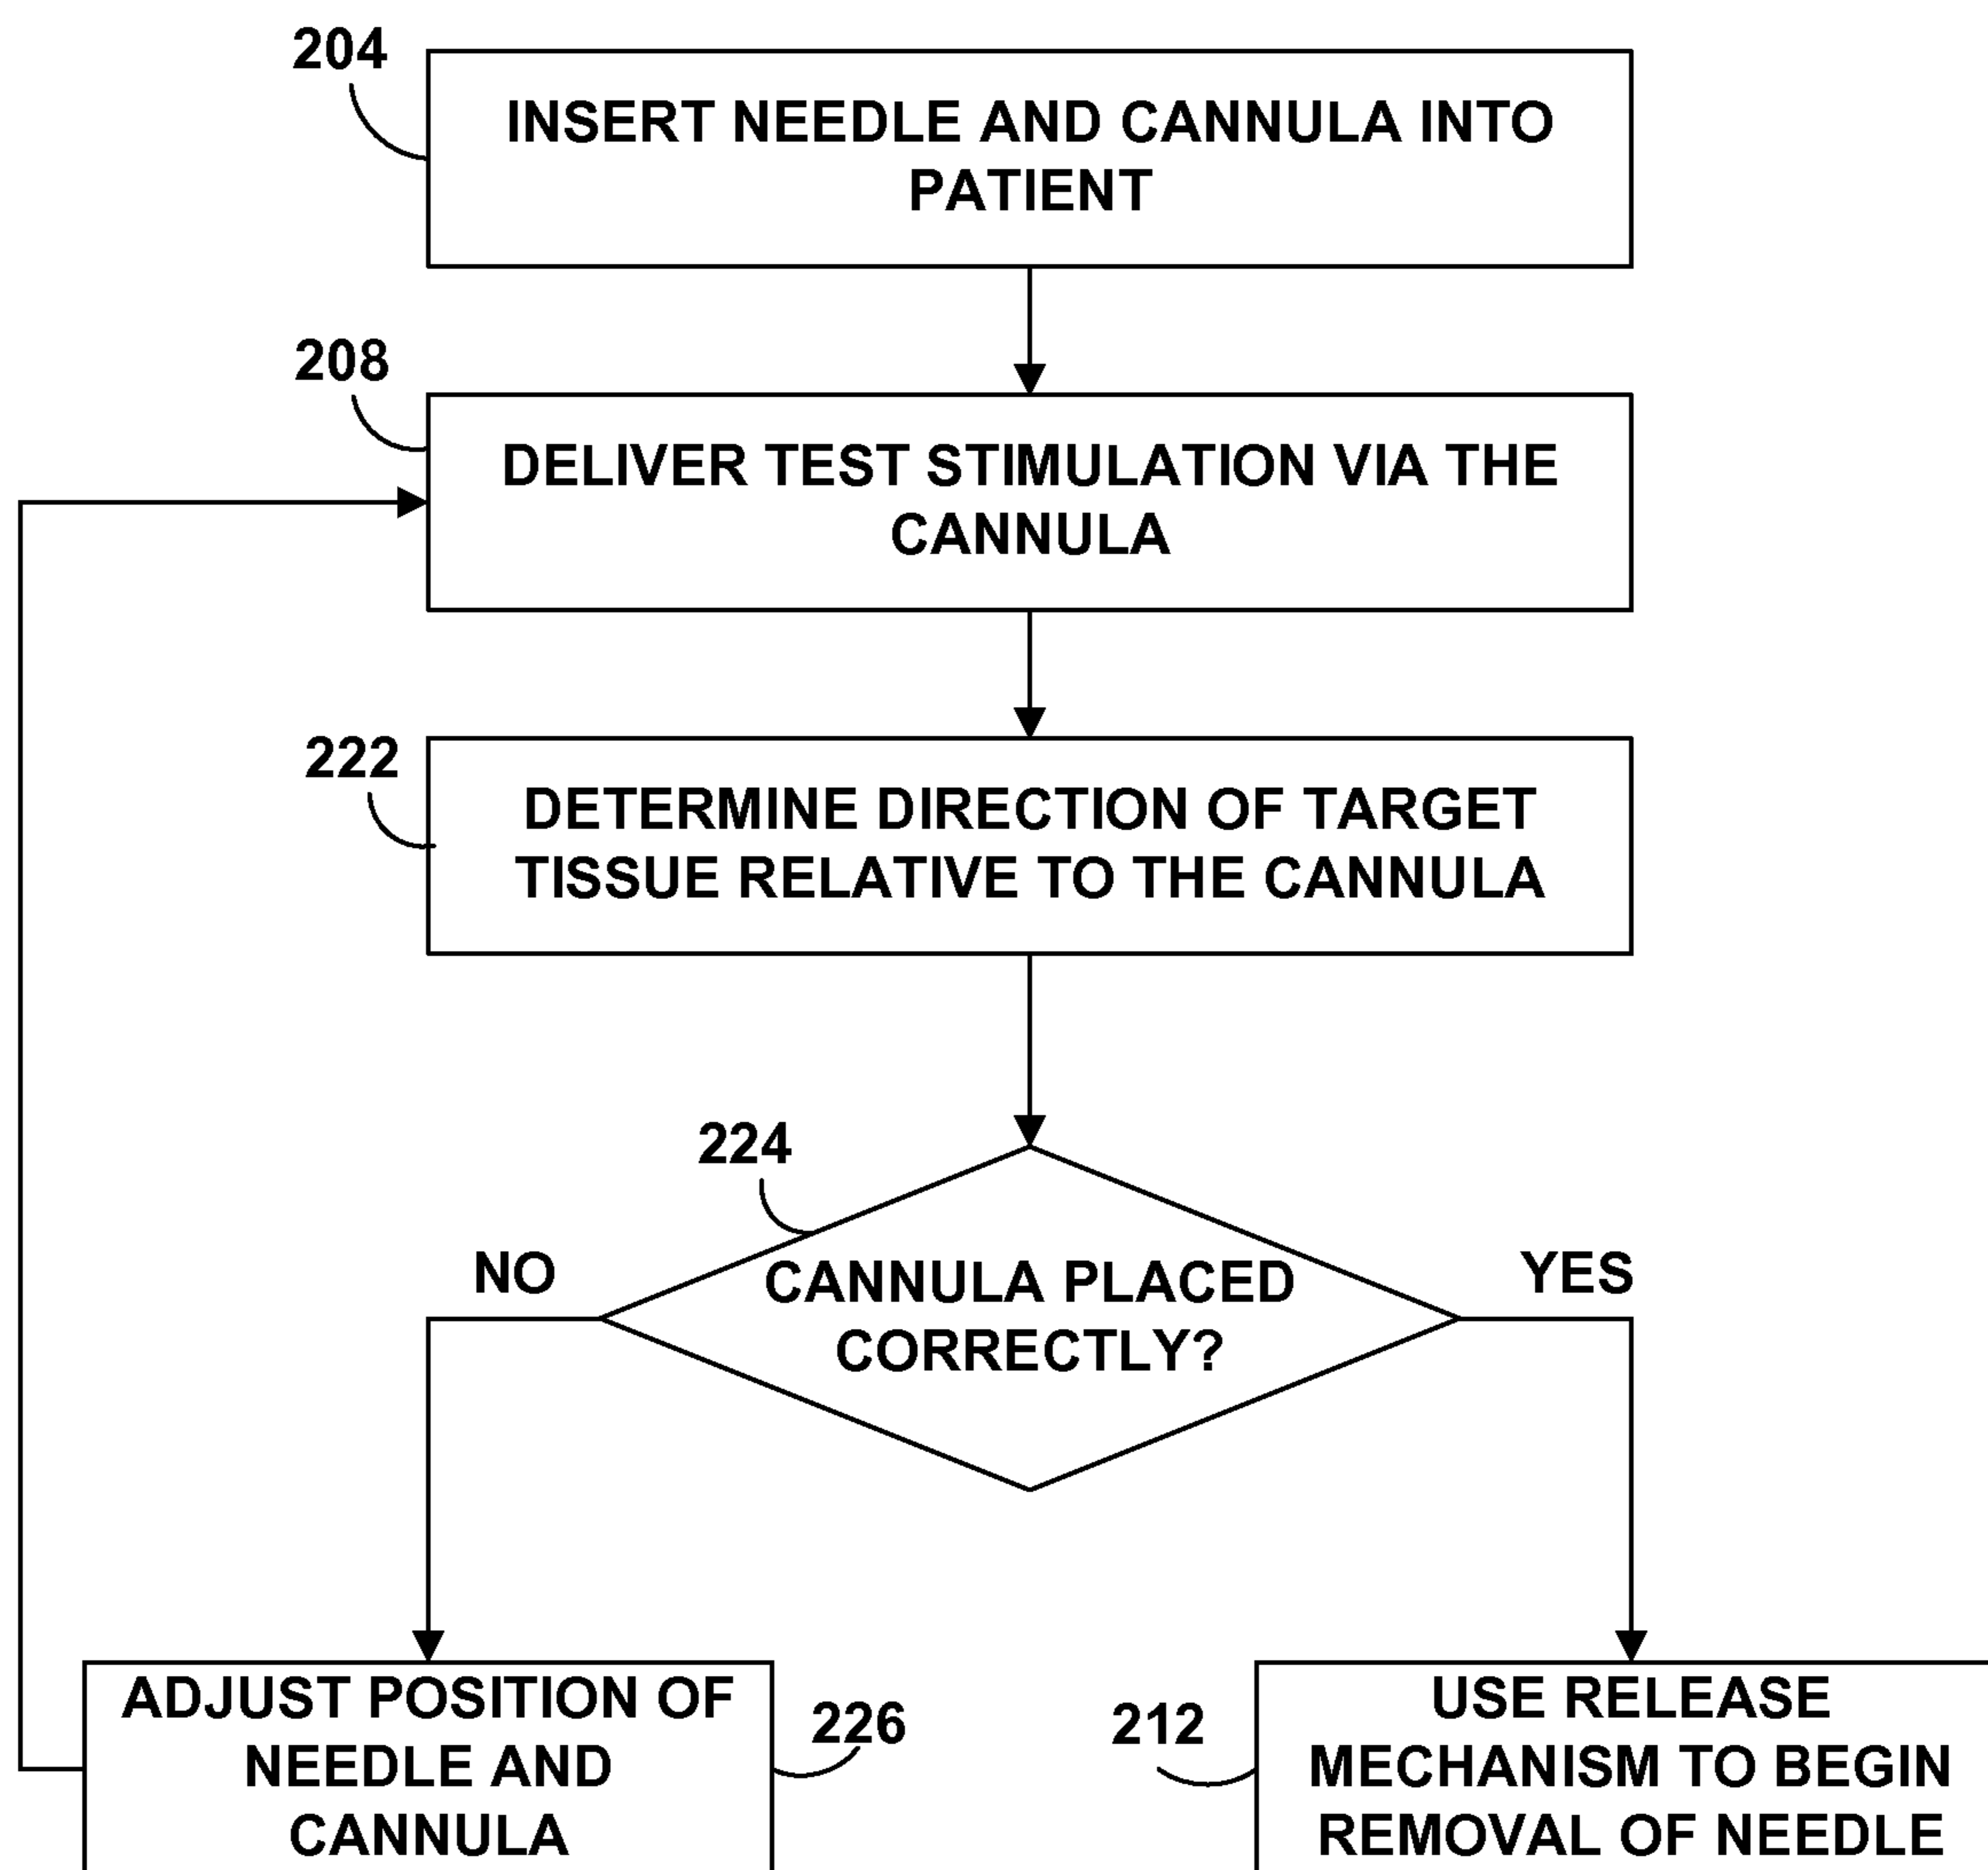 204
INSERT NEEDLE AND CANNULA INTO
PATIENT
208
DELIVER TEST STIMULATION VIA THE
CANNULA
222
DETERMINE DIRECTION OF TARGET
TISSUE RELATIVE TO THE CANNULA
224
NO
CANNULA PLACED
CORRECTLY?
YES
ADJUST POSITION OF
NEEDLE AND
CANNULA
226
212
USE RELEASE
MECHANISM TO BEGIN
REMOVAL OF NEEDLE